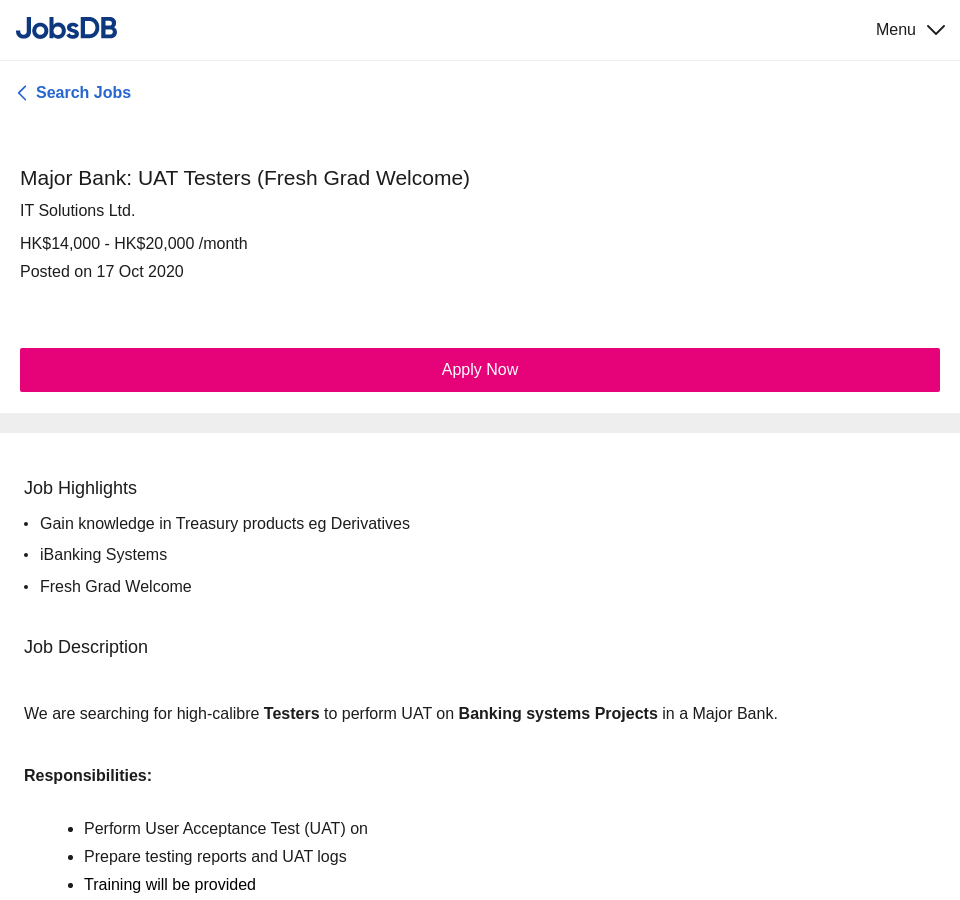 JobsDB
Menu
Search Jobs
Major Bank: UAT Testers (Fresh Grad Welcome)
IT Solutions Ltd.
HK$14,000 - HK$20,000 /month
Posted on 17 Oct 2020
Apply Now
Job Highlights
• Gain knowledge in Treasury products eg Derivatives
• iBanking Systems
• Fresh Grad Welcome
Job Description
We are searching for high-calibre Testers to perform UAT on Banking systems Projects in a Major Bank.
Responsibilities:
• Perform User Acceptance Test (UAT) on
• Prepare testing reports and UAT logs
• Training will be provided